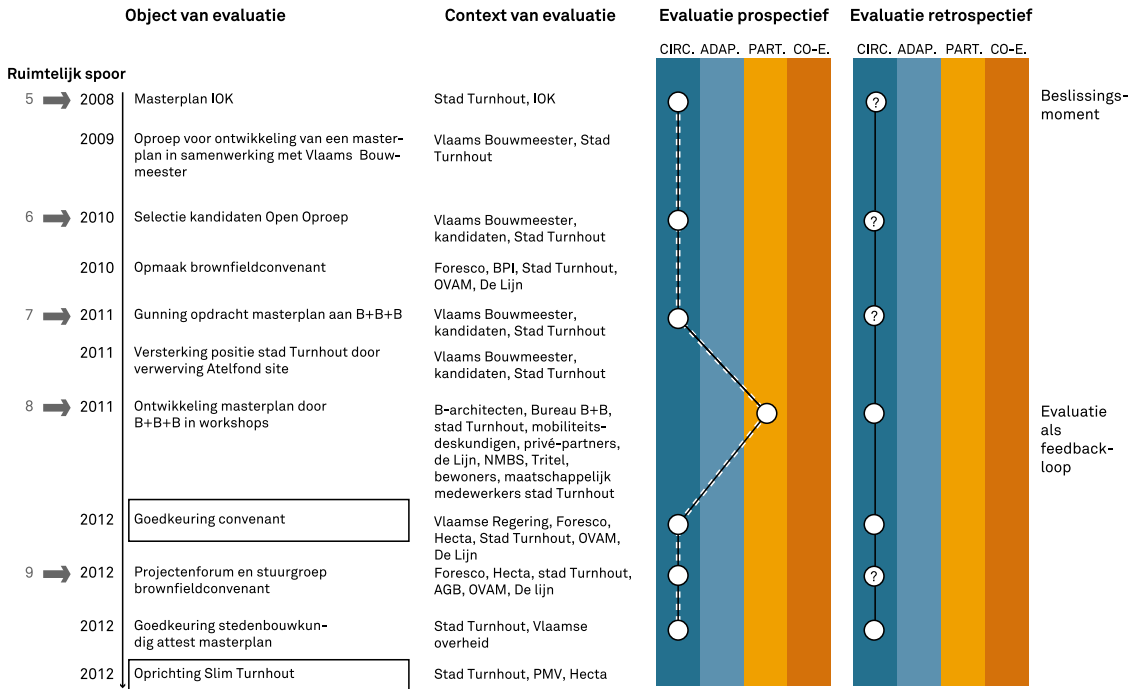 Object van evaluatie
Context van evaluatie
Evaluatie prospectief
Evaluatie retrospectief
CIRC. ADAP. PART. CO-E.
CIRC. ADAP. PART. CO-E.
Ruimtelijk spoor
5 2008 Masterplan IOK
Stad Turnhout, IOK
?
Beslissings-
moment
2009 Oproep voor ontwikkeling van een master-
plan in samenwerking met Vlaams Bouw-
meester
Vlaams Bouwmeester, Stad
Turnhout
6 2010 Selectie kandidaten Open Oproep
Vlaams Bouwmeester,
kandidaten, Stad Turnhout
?
2010 Opmaak brownfieldconvenant
Foresco, BPI, Stad Turnhout,
OVAM, De Lijn
7 2011 Gunning opdracht masterplan aan B+B+B
Vlaams Bouwmeester,
kandidaten, Stad Turnhout
?
2011 Versterking positie stad Turnhout door
verwerving Atelfond site
Vlaams Bouwmeester,
kandidaten, Stad Turnhout
8 2011 Ontwikkeling masterplan door
B+B+B in workshops
B-architecten, Bureau B+B,
stad Turnhout, mobiliteits-
deskundigen, privé-partners,
de Lijn, NMBS, Tritel,
bewoners, maatschappelijk
medewerkers stad Turnhout
Evaluatie
als
feedback-
loop
2012 Goedkeuring convenant
Vlaamse Regering, Foresco,
Hecta, Stad Turnhout, OVAM,
De Lijn
9 2012 Projectenforum en stuurgroep
brownfieldconvenant
Foresco, Hecta, stad Turnhout,
AGB, OVAM, De lijn
?
2012 Goedkeuring stedenbouwkun-
dig attest masterplan
Stad Turnhout, Vlaamse
overheid
2012 Oprichting Slim Turnhout
Stad Turnhout, PMV, Hecta